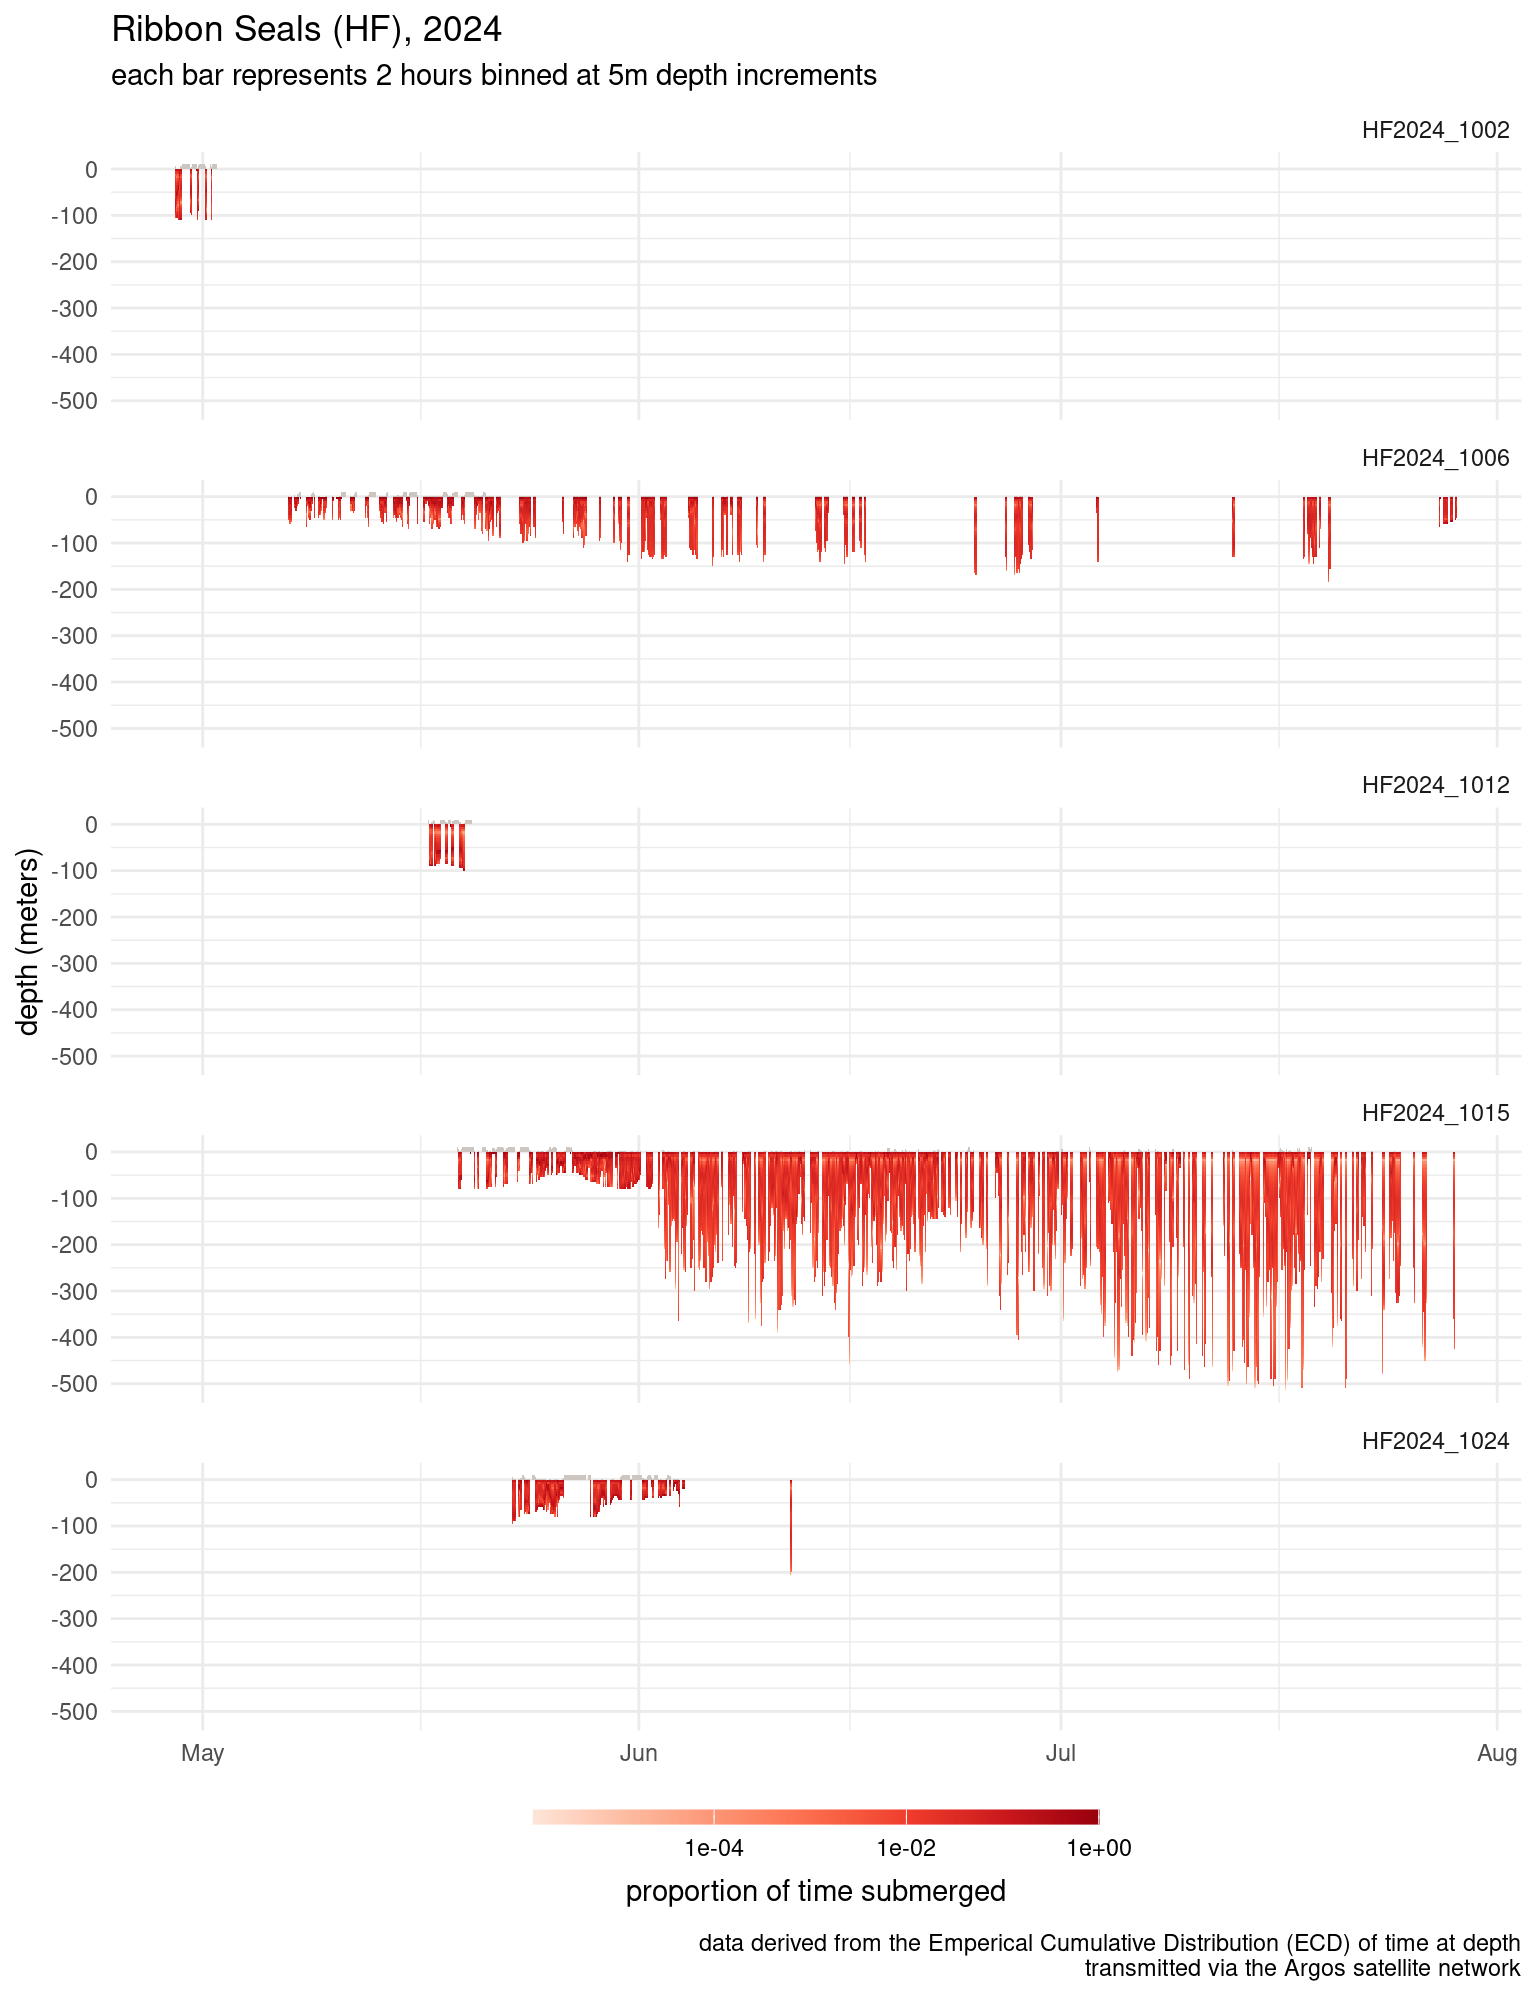 Ribbon Seals (HF), 2024
each bar represents 2 hours binned at 5m depth increments
HF2024_1002
0
-100
-200
-300
-400
-500
HF2024_1006
0
-100
-200
-300
-400
-500
HF2024_1012
0
-100
-200
-300
-400
-500
depth (meters)
HF2024_1015
0
-100
-200
-300
-400
-500
HF2024_1024
0
-100
-200
-300
-400
-500
May Jun Jul Aug
1e-04 1e-02 1e+00
proportion of time submerged
data derived from the Emperical Cumulative Distribution (ECD) of time at depth
transmitted via the Argos satellite network